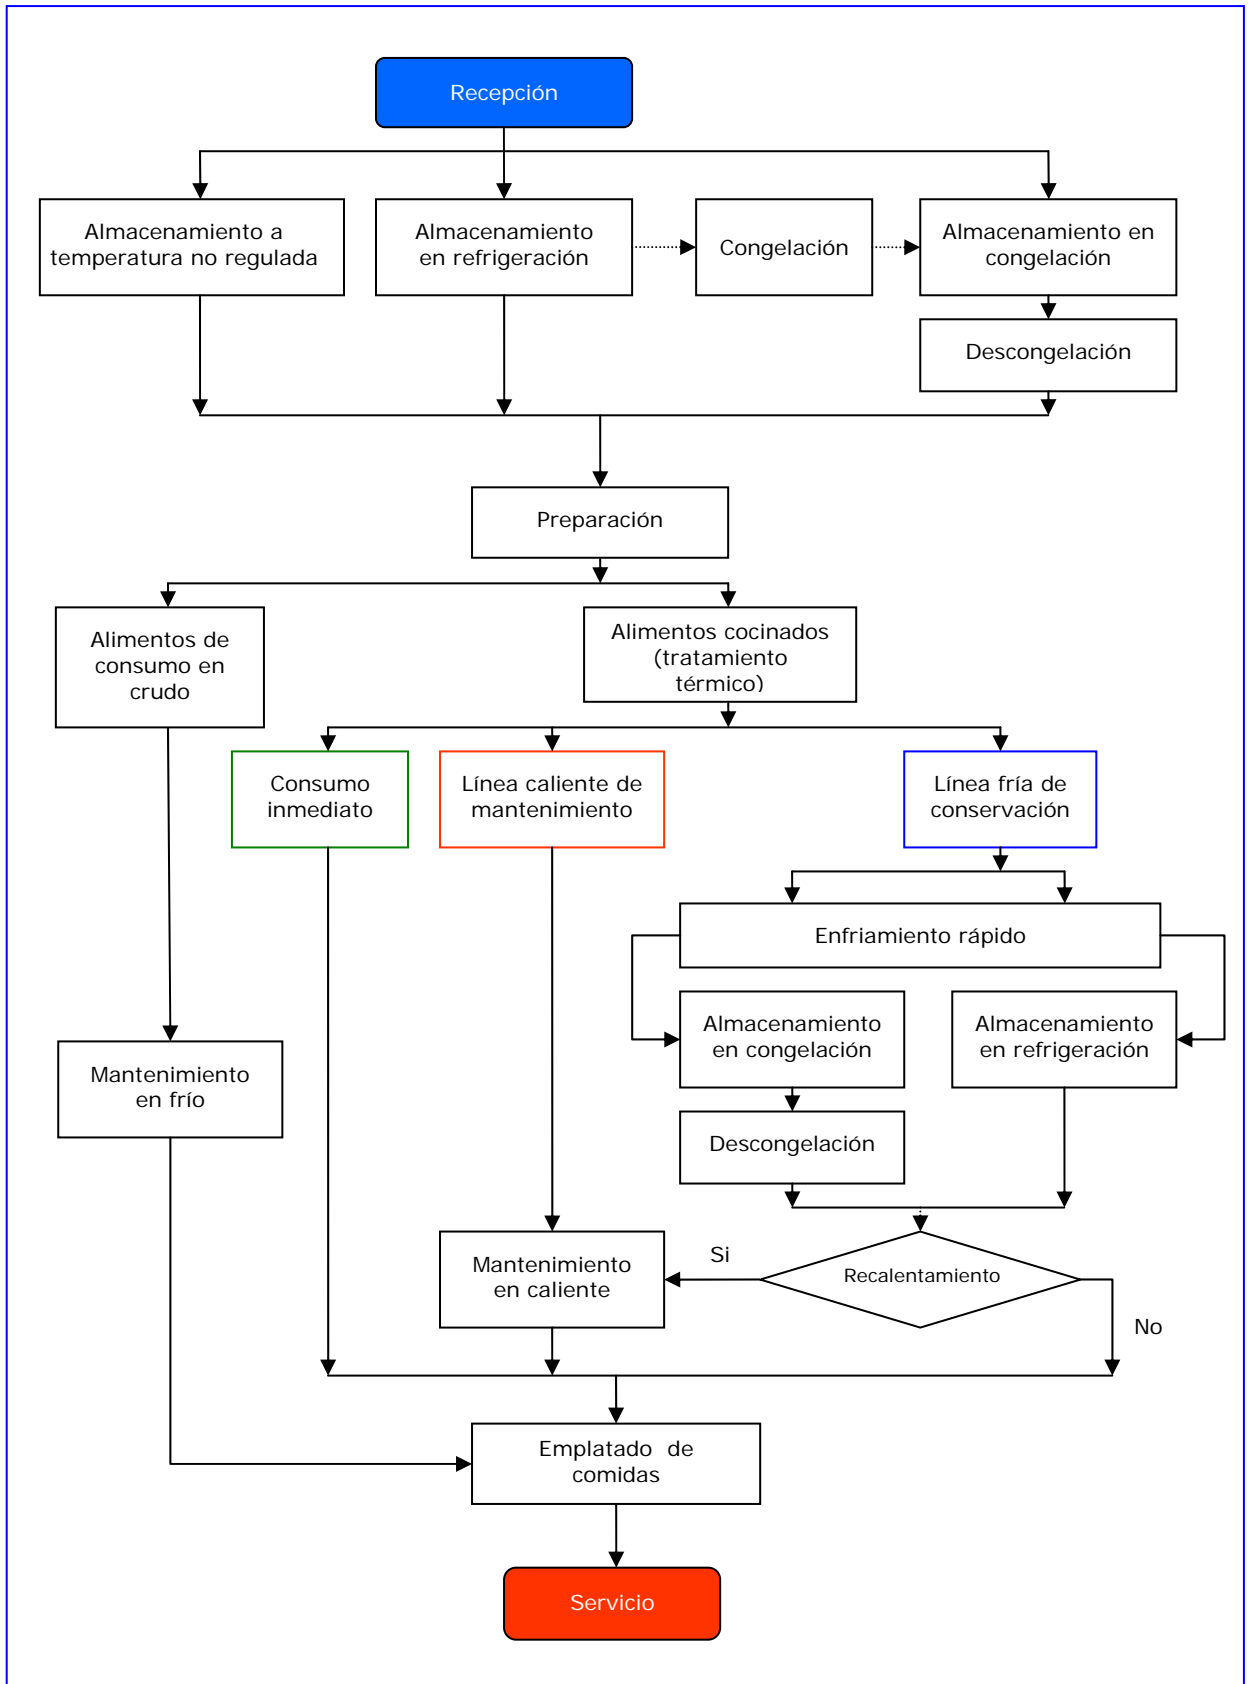 Recepción
Almacenamiento a
temperatura no regulada
Almacenamiento
en refrigeración
Congelación
Almacenamiento en
congelación
Descongelación
Preparación
Alimentos de
consumo en
crudo
Alimentos cocinados
(tratamiento
térmico)
Consumo
inmediato
Línea caliente de
mantenimiento
Línea fría de
conservación
Enfriamiento rápido
Almacenamiento
en congelación
Almacenamiento
en refrigeración
Mantenimiento
en frío
Descongelación
Mantenimiento
en caliente
Si
Recalentamiento
No
Emplatado de
comidas
Servicio